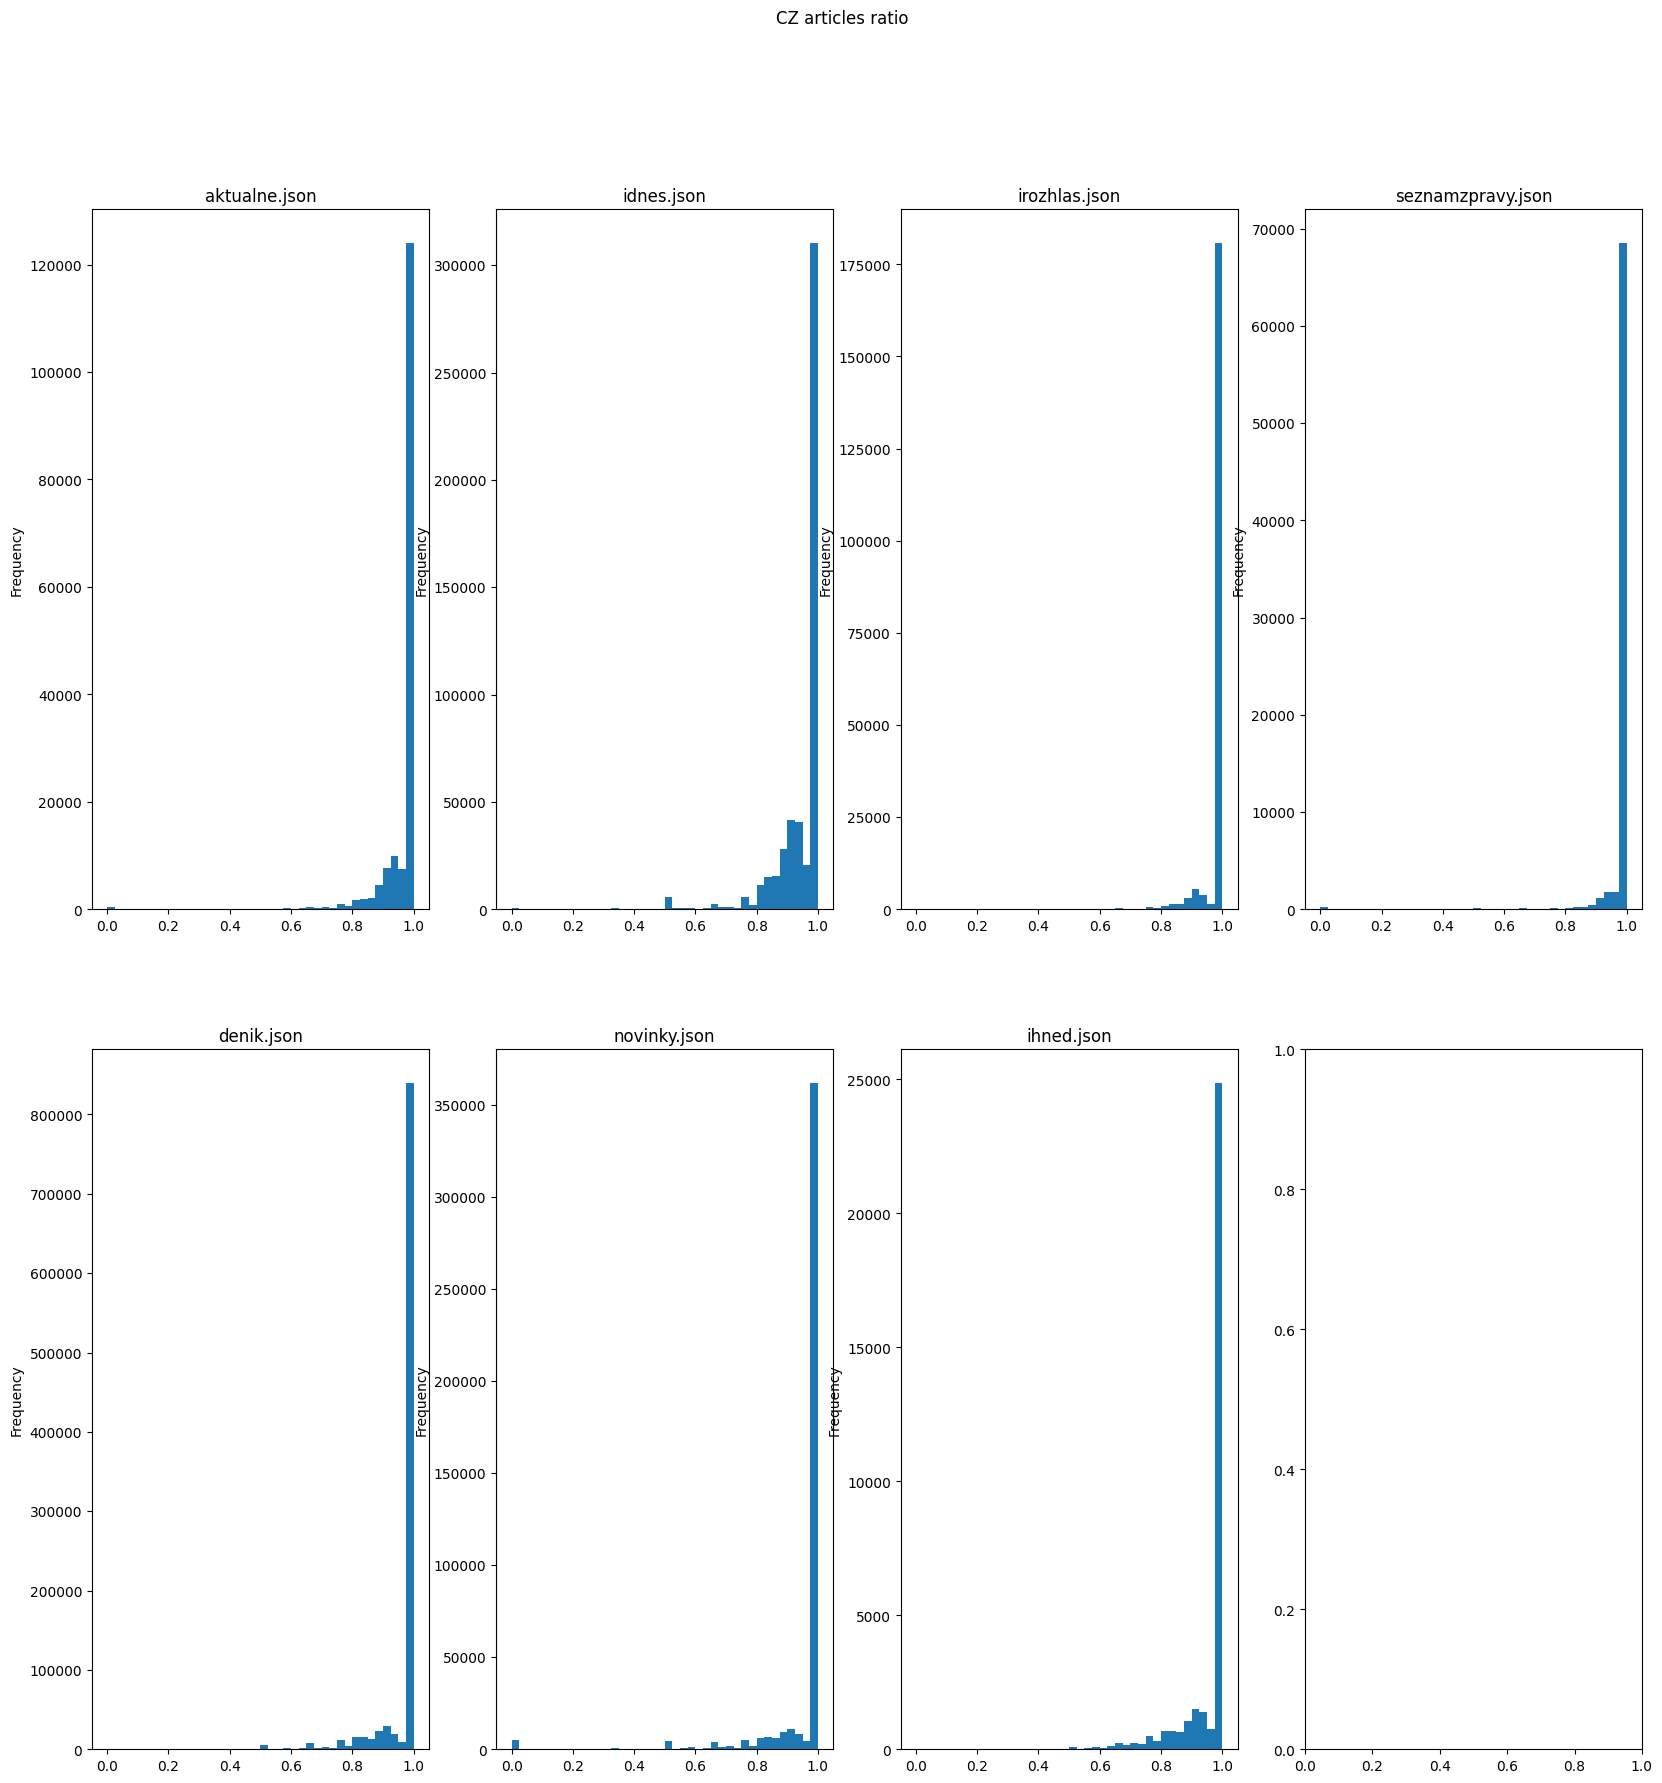 CZ articles ratio
aktualne.json
120000
100000
80000
60000
40000
20000
0
Frequency
0.0 0.2 0.4 0.6 0.8 1.0
idnes.json
300000
250000
200000
150000
100000
50000
0
Frequency
0.0 0.2 0.4 0.6 0.8 1.0
irozhlas.json
175000
150000
125000
100000
75000
50000
25000
0
Frequency
0.0 0.2 0.4 0.6 0.8 1.0
seznamzpravy.json
70000
60000
50000
40000
30000
20000
10000
0
Frequency
0.0 0.2 0.4 0.6 0.8 1.0
denik.json
800000
700000
600000
500000
400000
300000
200000
100000
0
Frequency
0.0 0.2 0.4 0.6 0.8 1.0
novinky.json
350000
300000
250000
200000
150000
100000
50000
0
Frequency
0.0 0.2 0.4 0.6 0.8 1.0
ihned.json
25000
20000
15000
10000
5000
0
Frequency
0.0 0.2 0.4 0.6 0.8 1.0
1.0
0.8
0.6
0.4
0.2
0.0
0.0 0.2 0.4 0.6 0.8 1.0